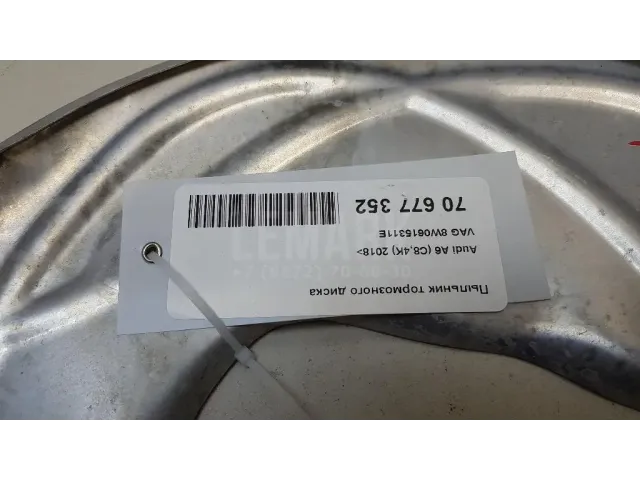 Пыльник тормозного диска
Audi A6 (C8,4K) 2018>
VAG 8W0615311E
70 677 352